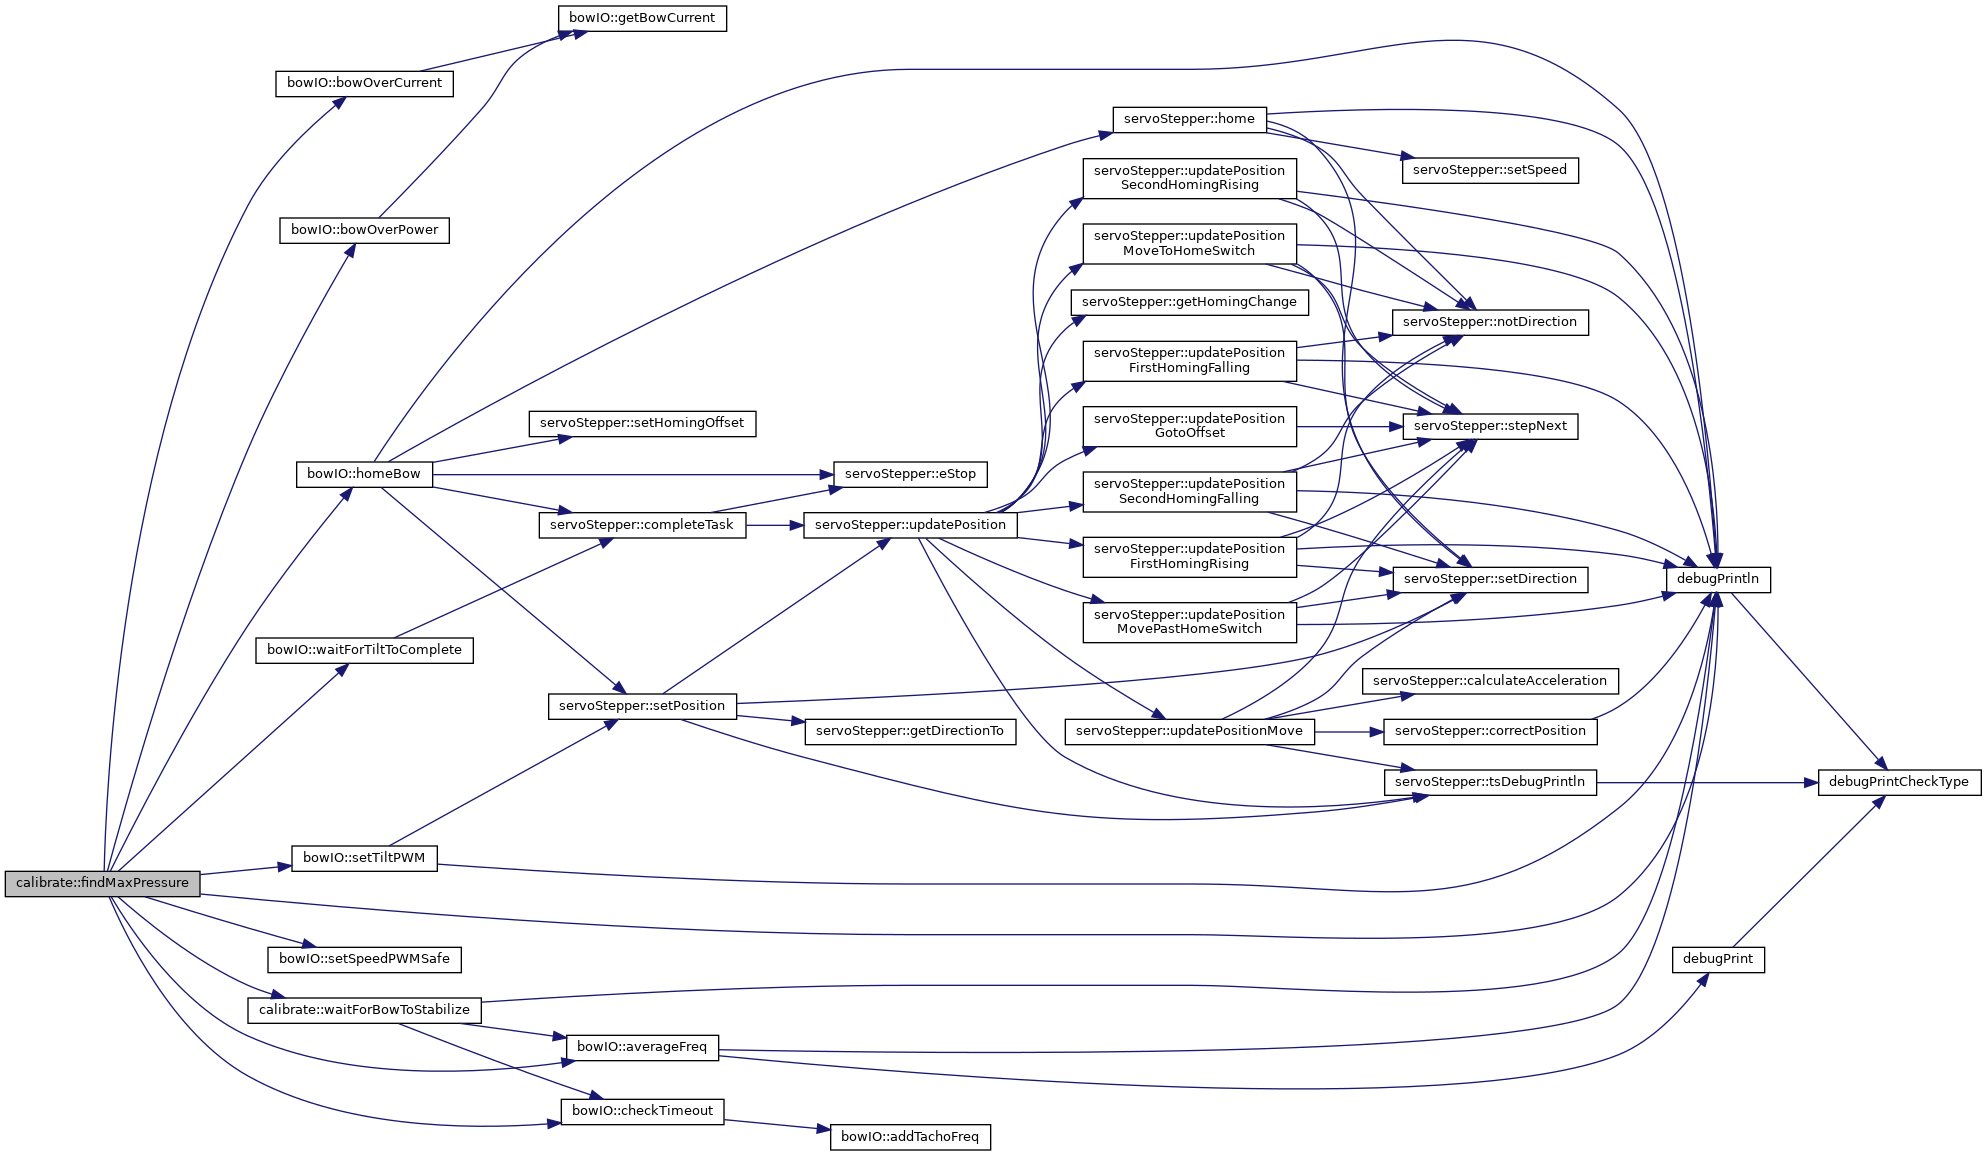 bowIO::getBowCurrent
bowIO::bowOverCurrent
servoStepper::home
servoStepper::setSpeed
servoStepper::updatePosition
SecondHomingRising
bowIO::bowOverPower
servoStepper::updatePosition
MoveToHomeSwitch
servoStepper::getHomingChange
servoStepper::notDirection
servoStepper::updatePosition
FirstHomingFalling
servoStepper::setHomingOffset
servoStepper::updatePosition
GotoOffset
servoStepper::stepNext
bowIO::homeBow
servoStepper::eStop
servoStepper::updatePosition
SecondHomingFalling
servoStepper::completeTask
servoStepper::updatePosition
servoStepper::updatePosition
FirstHomingRising
servoStepper::setDirection
debugPrintln
servoStepper::updatePosition
MovePastHomeSwitch
bowIO::waitForTiltToComplete
servoStepper::calculateAcceleration
servoStepper::setPosition
servoStepper::getDirectionTo
servoStepper::updatePositionMove
servoStepper::correctPosition
servoStepper::tsDebugPrintln
debugPrintCheckType
bowIO::setTiltPWM
calibrate::findMaxPressure
bowIO::setSpeedPWMSafe
debugPrint
calibrate::waitForBowToStabilize
bowIO::averageFreq
bowIO::checkTimeout
bowIO::addTachoFreq